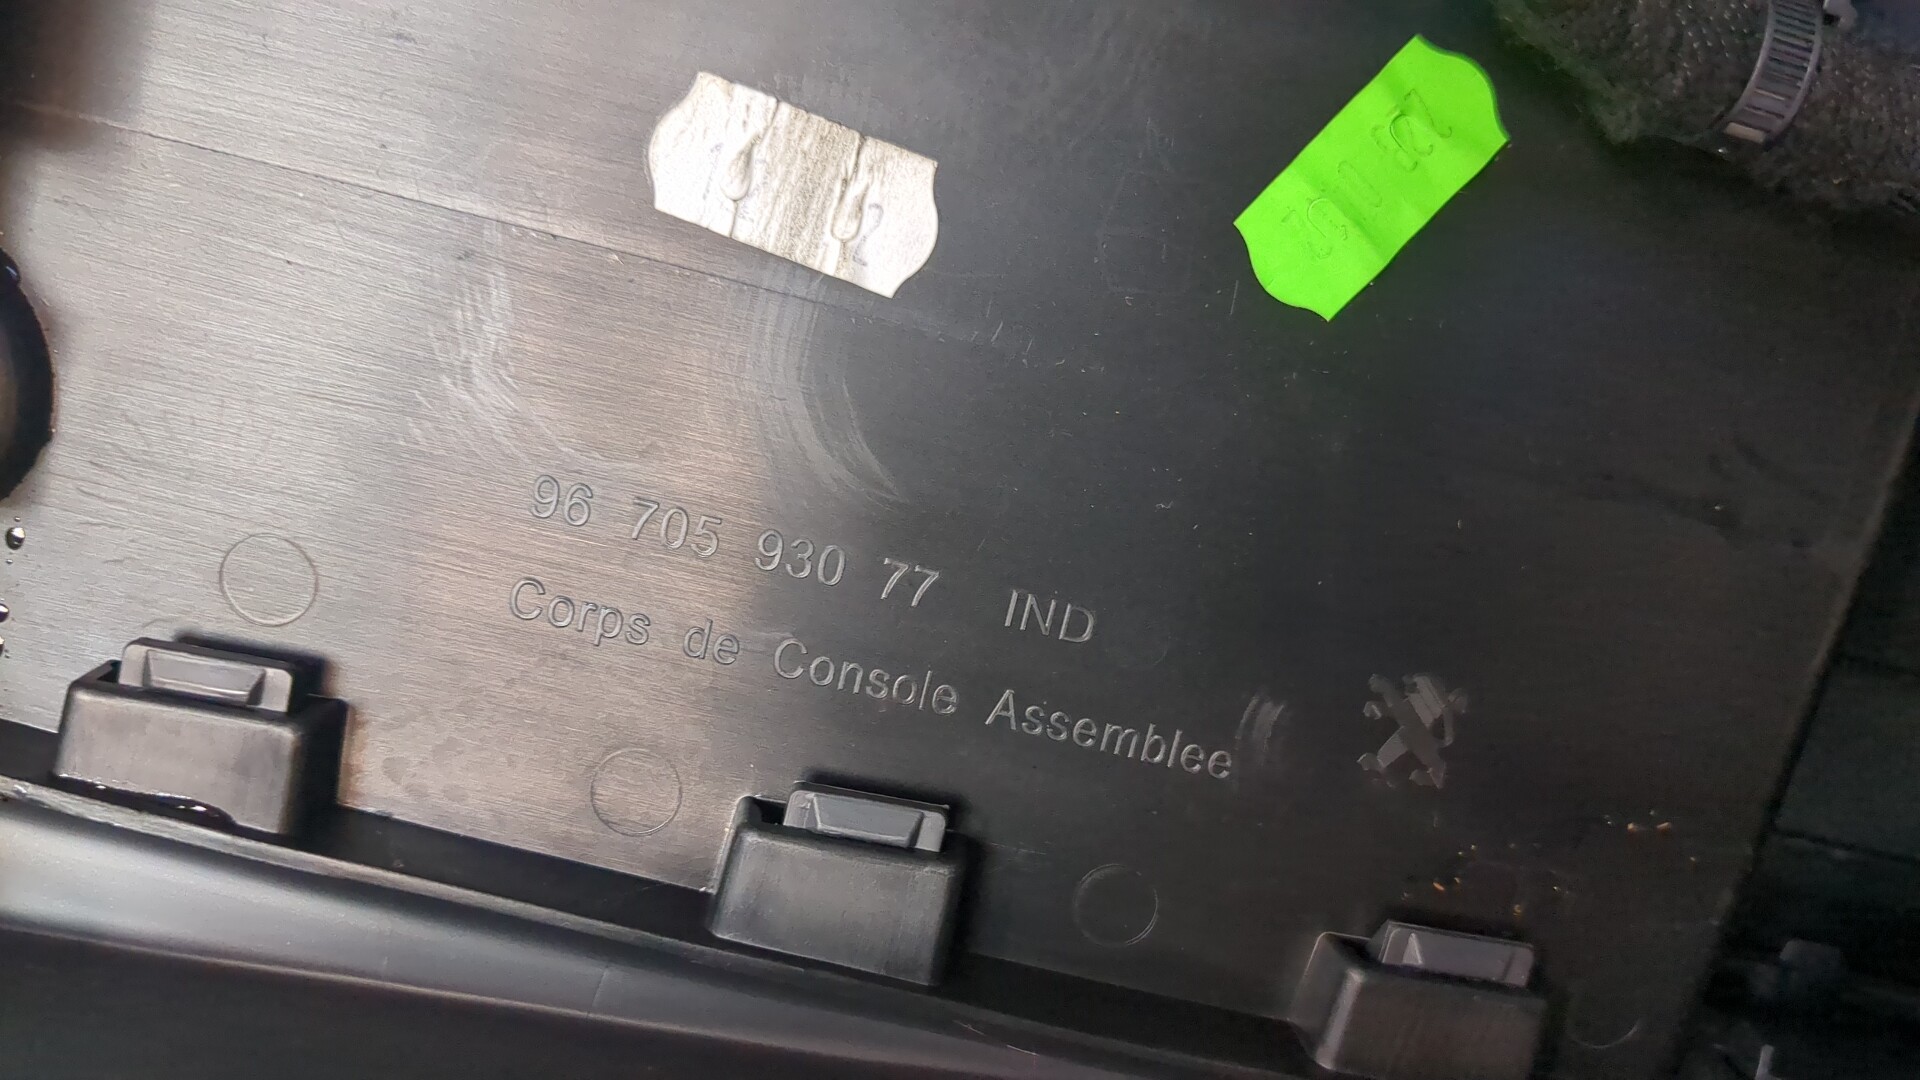 96 705 930 77 IND
Corps de Console Assemblee